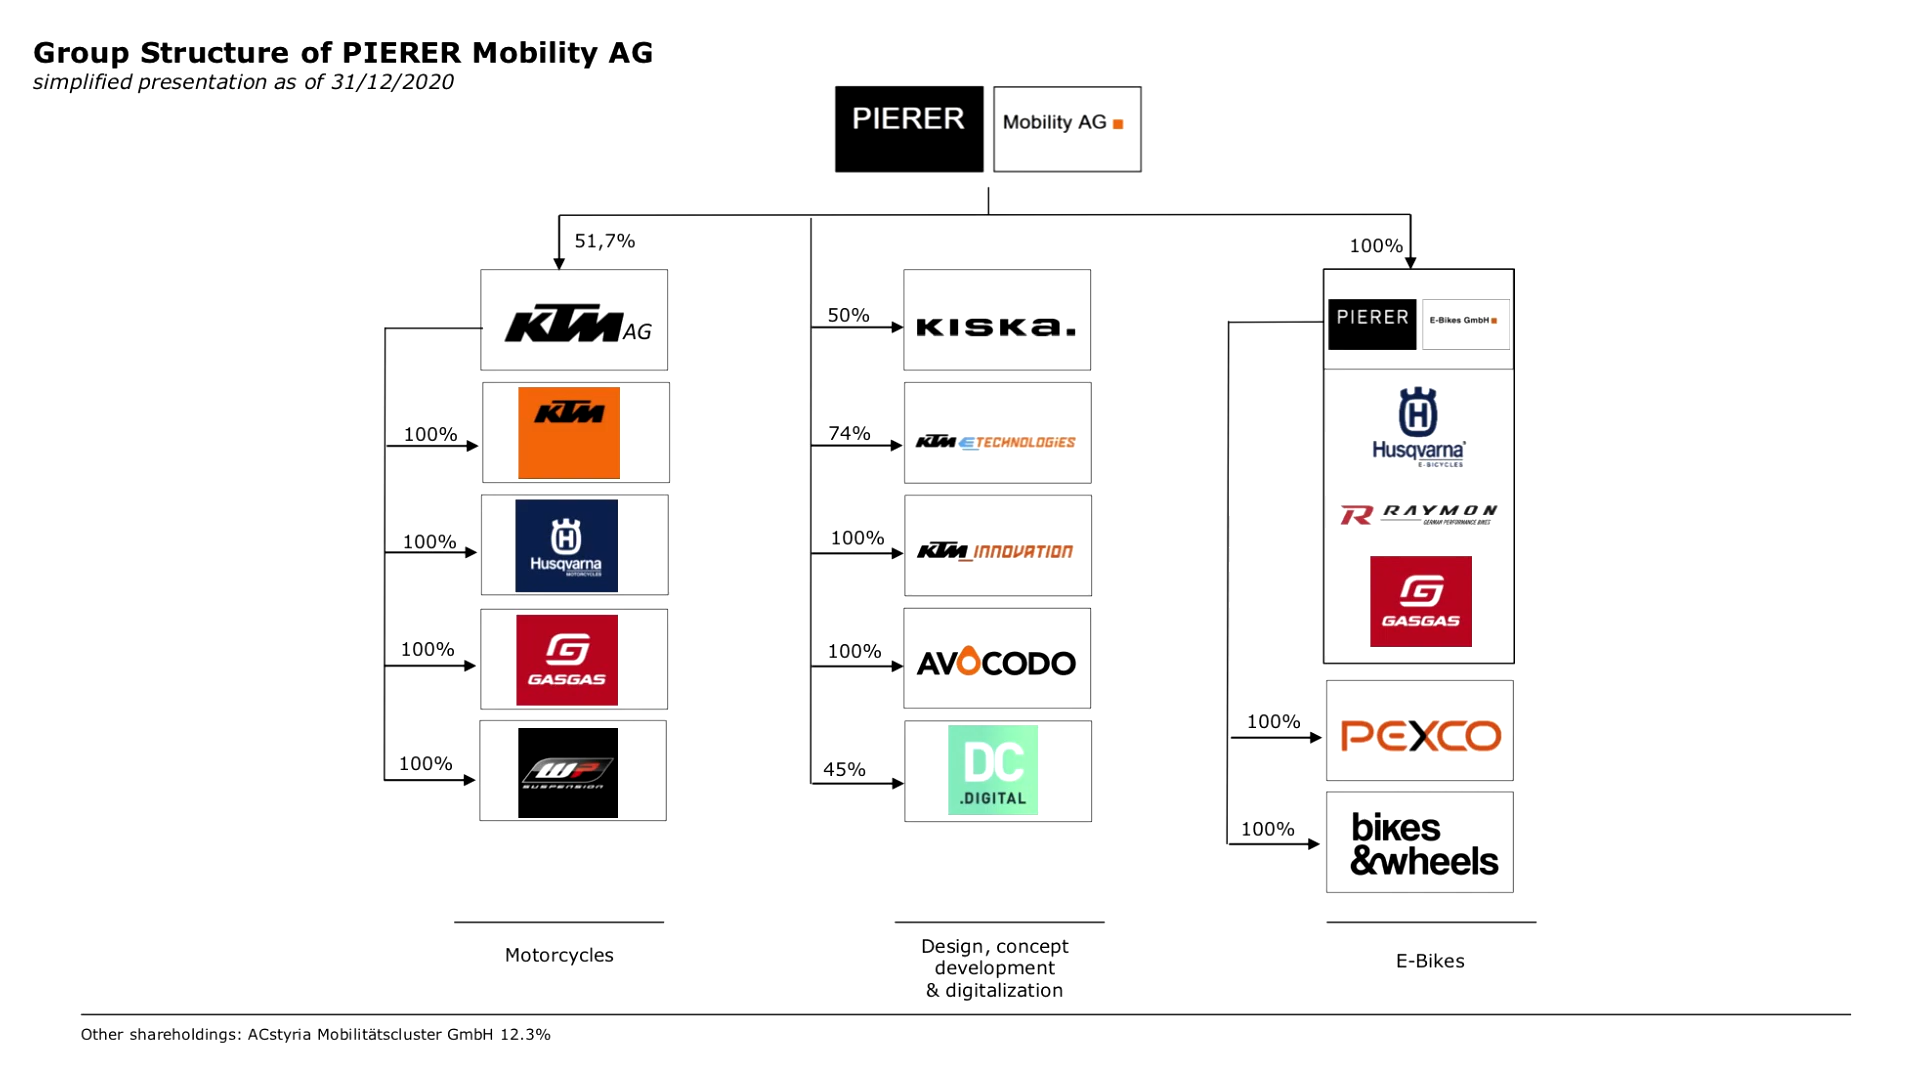 Group Structure of PIERER Mobility AG
simplified presentation as of 31/12/2020
PIERER
Mobility AG
51,7%
100%
KTM AG
100%
KTM
100%
Husqvarna
MOTORCYCLES
100%
GASGAS
100%
WP
SUSPENSION
50%
KISKA.
74%
KTM E TECHNOLOGIES
100%
KTM_INNOVATION
100%
AVOCODO
45%
DC
.DIGITAL
PIERER
E-Bikes GmbH
Husqvarna
E-BICYCLES
R RAYMON
GERMAN PERFORMANCE BIKES
GASGAS
100%
PEXCO
100%
bikes
&wheels
Motorcycles
Design, concept
development
& digitalization
E-Bikes
Other shareholdings: ACstyria Mobilitätscluster GmbH 12.3%